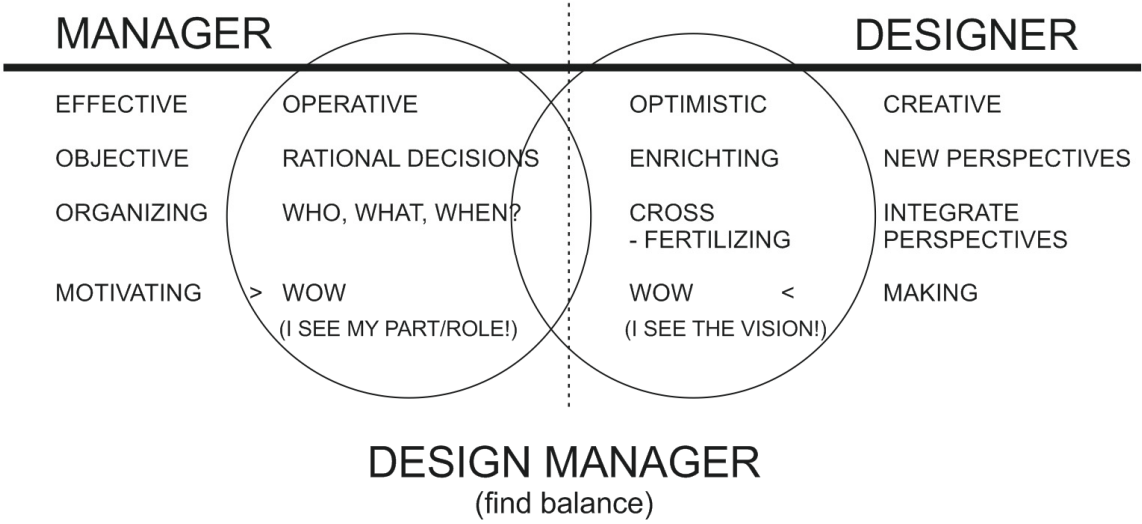 MANAGER DESIGNER
EFFECTIVE OPERATIVE OPTIMISTIC CREATIVE
OBJECTIVE RATIONAL DECISIONS ENRICHTING NEW PERSPECTIVES
ORGANIZING WHO, WHAT, WHEN? CROSS INTEGRATE
- FERTILIZING PERSPECTIVES
MOTIVATING > WOW WOW < MAKING
(I SEE MY PART/ROLE!) (I SEE THE VISION!)
DESIGN MANAGER
(find balance)